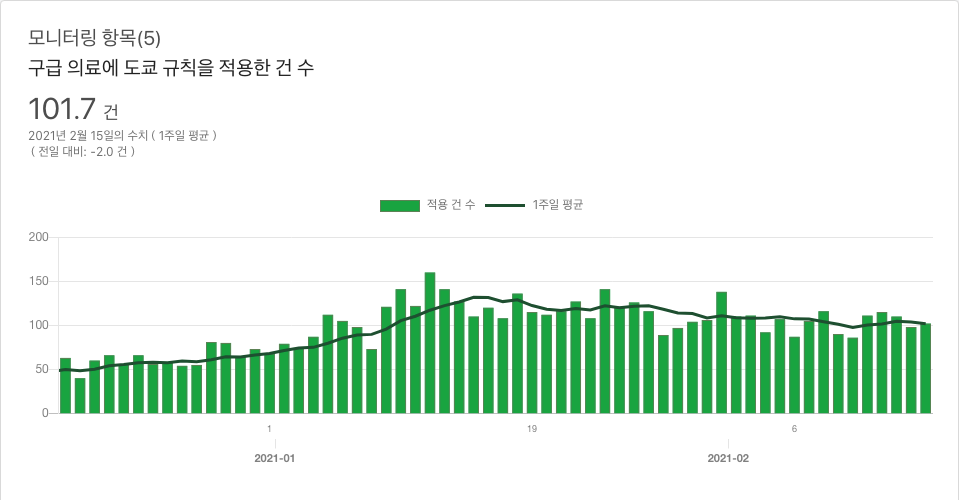 모니터링 항목(5)
구급 의료에 도쿄 규칙을 적용한 건 수
101.7 건
2021년 2월 15일의 수치 ( 1주일 평균 )
( 전일 대비: -2.0 건 )
적용 건 수 1주일 평균
200
150
100
50
0
1 19 6
2021-01 2021-02